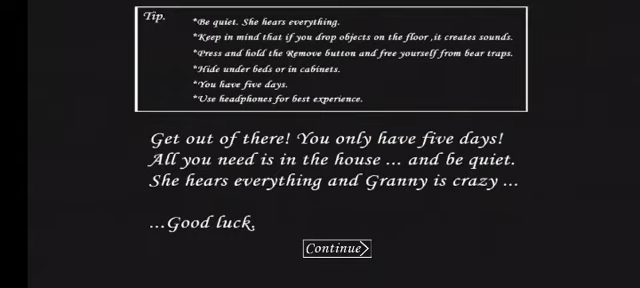 Tip.
*Be quiet. She hears everything.
*Keep in mind that if you drop objects on the floor ,it creates sounds.
*Press and hold the Remove button and free yourself from bear traps.
*Hide under beds or in cabinets.
*You have five days.
*Use headphones for best experience.
Get out of there! You only have five days!
All you need is in the house ... and be quiet.
She hears everything and Granny is crazy ...
...Good luck.
Continue>